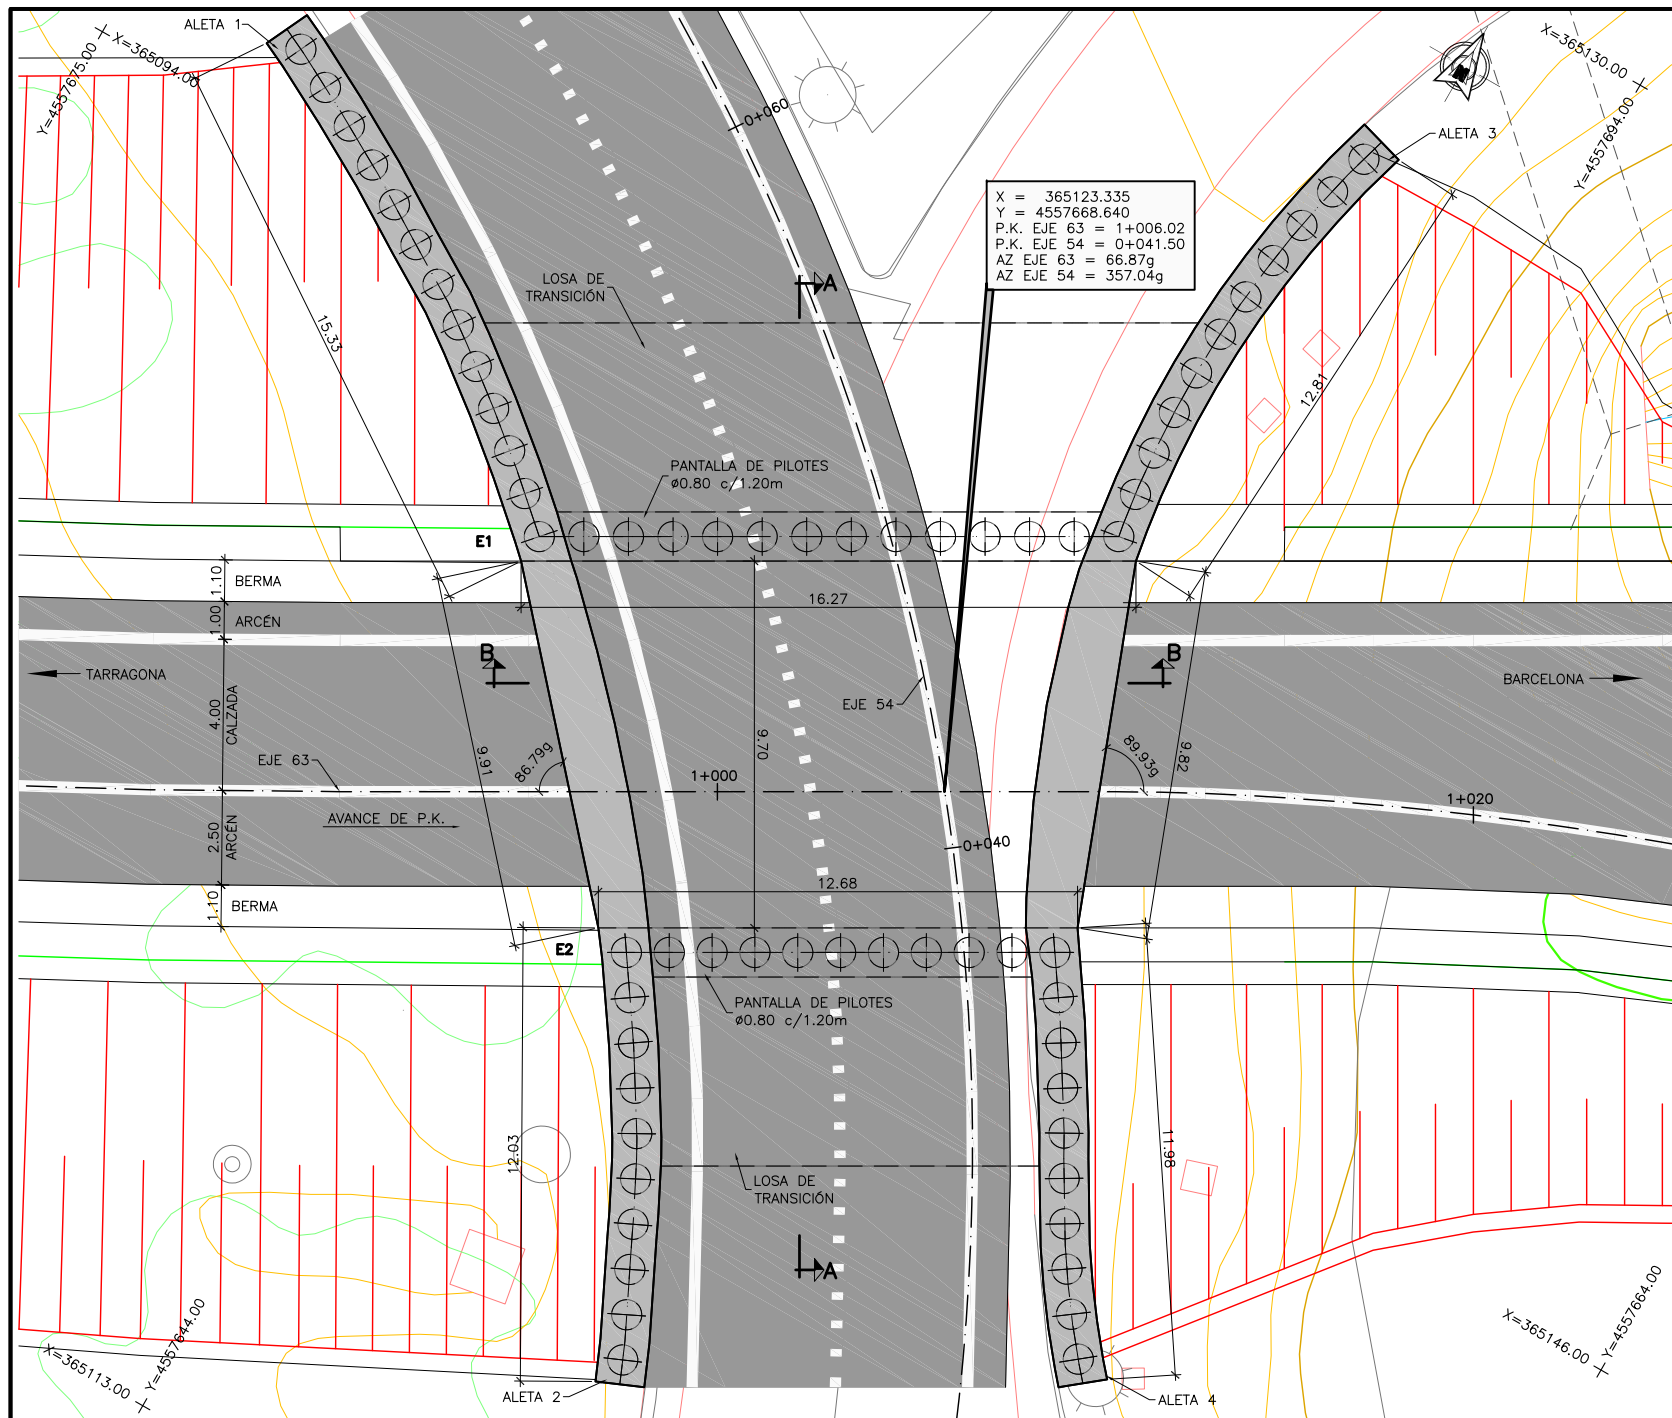 ALETA 1
X=365094.00
Y=4557675.00
0+060
X=365130.00
Y=4557694.00
ALETA 3
X = 365123.335
Y = 4557668.640
P.K. EJE 63 = 1+006.02
P.K. EJE 54 = 0+041.50
AZ EJE 63 = 66.87g
AZ EJE 54 = 357.04g
LOSA DE
TRANSICIÓN
A
15.33
12.81
PANTALLA DE PILOTES
ø0.80 c/1.20m
E1
1.10
BERMA
16.27
1.00
ARCÉN
B
B
TARRAGONA
BARCELONA
4.00
CALZADA
EJE 54
9.70
9.91
86.79g
89.93g
9.82
EJE 63
1+000
1+020
AVANCE DE P.K.
2.50
ARCÉN
0+040
12.68
1.10
BERMA
E2
PANTALLA DE PILOTES
ø0.80 c/1.20m
12.03
11.98
LOSA DE
TRANSICIÓN
A
X=365113.00
Y=4557644.00
ALETA 2
ALETA 4
X=365146.00
Y=4557664.00